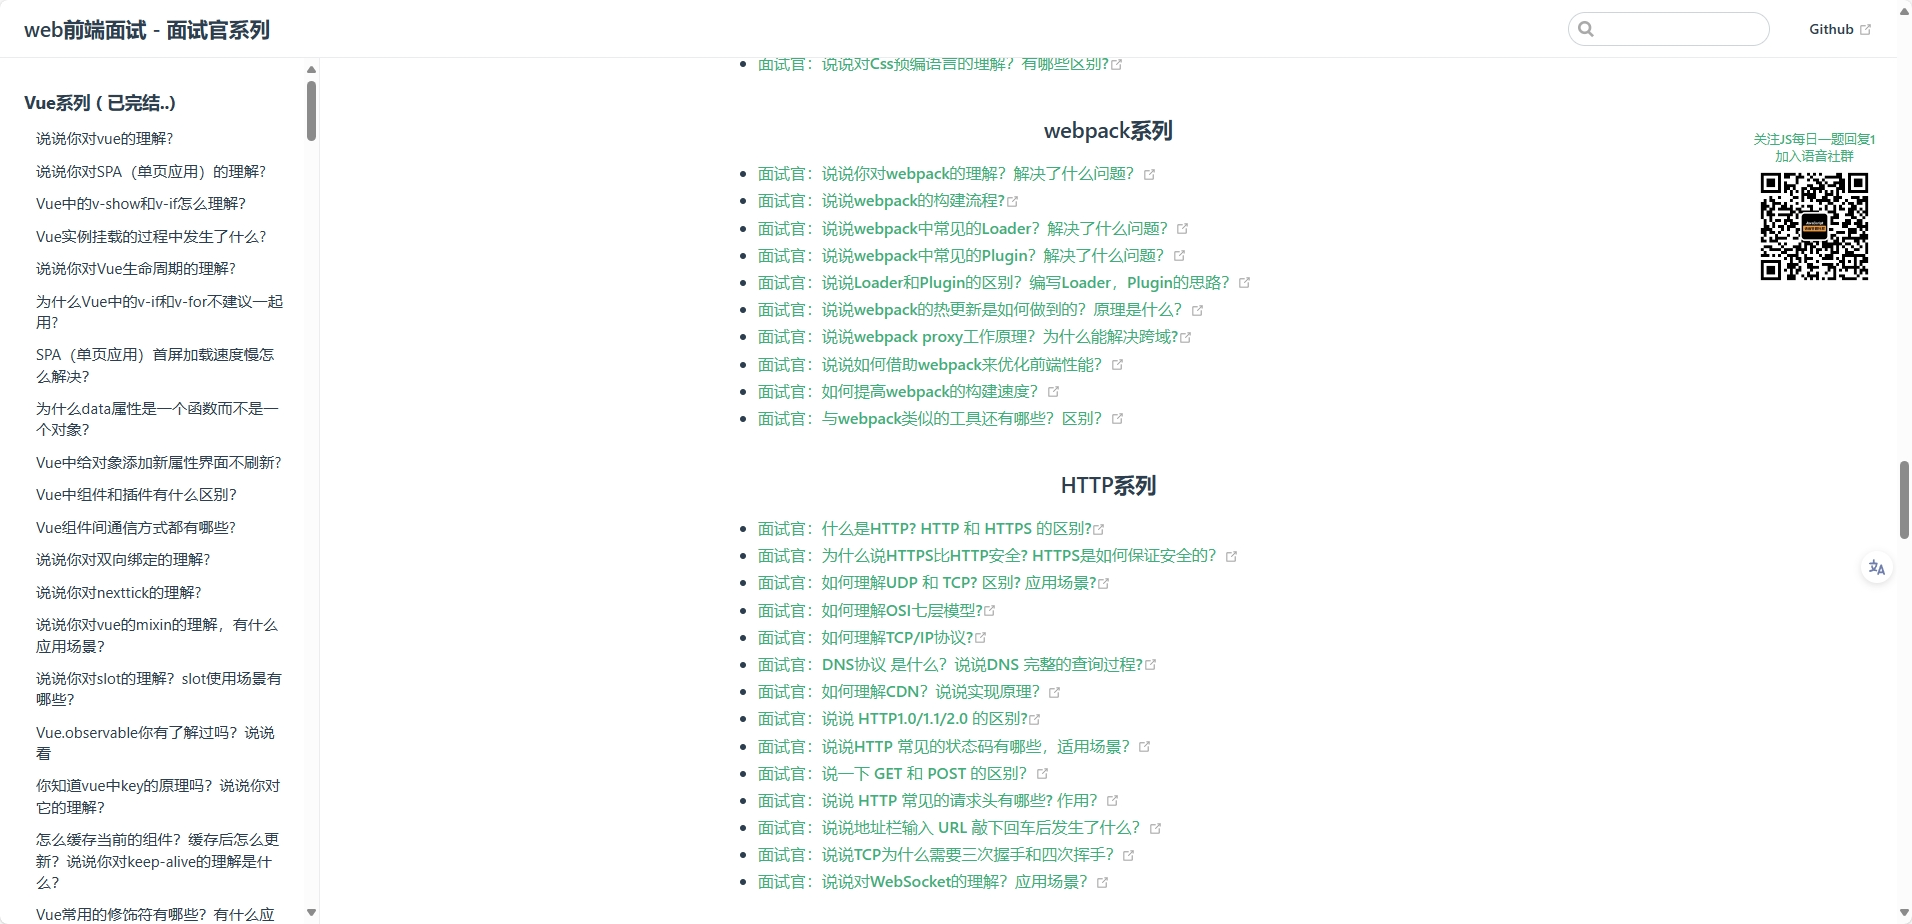 web前端面试 - 面试官系列
Github
Vue系列 ( 已完结..)
说说你对vue的理解?
说说你对SPA（单页应用）的理解?
Vue中的v-show和v-if怎么理解?
Vue实例挂载的过程中发生了什么?
说说你对Vue生命周期的理解?
为什么Vue中的v-if和v-for不建议一起
用?
SPA（单页应用）首屏加载速度慢怎
么解决?
为什么data属性是一个函数而不是一
个对象?
Vue中给对象添加新属性界面不刷新?
Vue中组件和插件有什么区别?
Vue组件间通信方式都有哪些?
说说你对双向绑定的理解?
说说你对nexttick的理解?
说说你对vue的mixin的理解，有什么
应用场景?
说说你对slot的理解？slot使用场景有
哪些?
Vue.observable你有了解过吗？说说
看
你知道vue中key的原理吗？说说你对
它的理解?
怎么缓存当前的组件？缓存后怎么更
新？说说你对keep-alive的理解是什
么?
Vue常用的修饰符有哪些？有什么应
面试官：说说对Css预编语言的理解？有哪些区别?
webpack系列
面试官：说说你对webpack的理解？解决了什么问题？
面试官：说说webpack的构建流程?
面试官：说说webpack中常见的Loader？解决了什么问题？
面试官：说说webpack中常见的Plugin？解决了什么问题？
面试官：说说Loader和Plugin的区别？编写Loader，Plugin的思路？
面试官：说说webpack的热更新是如何做到的？原理是什么？
面试官：说说webpack proxy工作原理？为什么能解决跨域?
面试官：说说如何借助webpack来优化前端性能？
面试官：如何提高webpack的构建速度？
面试官：与webpack类似的工具还有哪些？区别？
HTTP系列
面试官：什么是HTTP? HTTP 和 HTTPS 的区别?
面试官：为什么说HTTPS比HTTP安全? HTTPS是如何保证安全的？
面试官：如何理解UDP 和 TCP? 区别? 应用场景?
面试官：如何理解OSI七层模型?
面试官：如何理解TCP/IP协议?
面试官：DNS协议 是什么？说说DNS 完整的查询过程?
面试官：如何理解CDN？说说实现原理？
面试官：说说 HTTP1.0/1.1/2.0 的区别?
面试官：说说HTTP 常见的状态码有哪些，适用场景？
面试官：说一下 GET 和 POST 的区别？
面试官：说说 HTTP 常见的请求头有哪些? 作用？
面试官：说说地址栏输入 URL 敲下回车后发生了什么？
面试官：说说TCP为什么需要三次握手和四次挥手？
面试官：说说对WebSocket的理解？应用场景？
关注JS每日一题回复1
加入语音社群